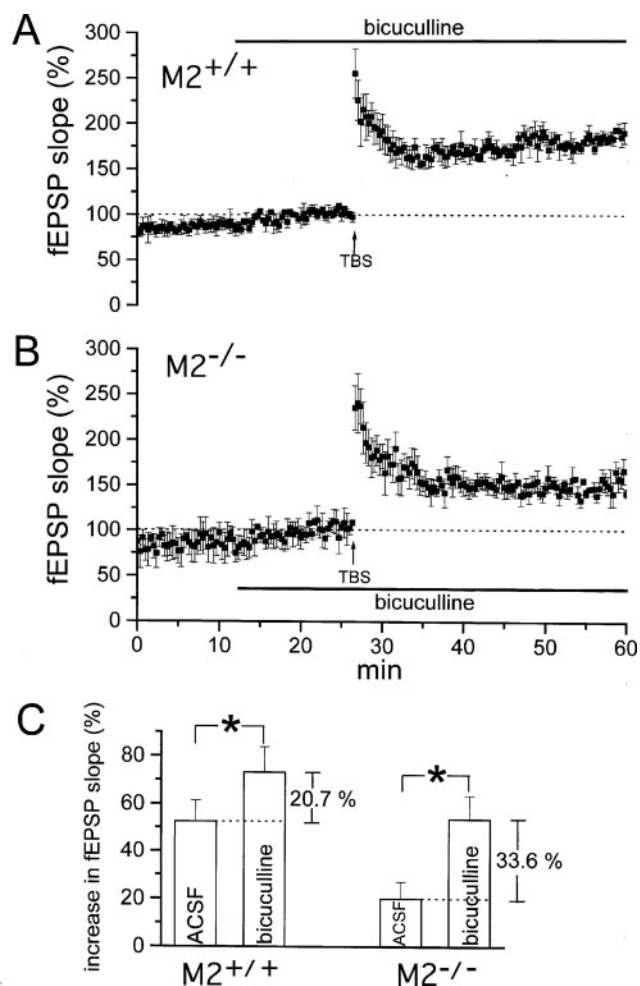 A
bicuculline
M2+/+
fEPSP slope (%)
300
250
200
150
100
50
0
TBS
B
M2-/-
fEPSP slope (%)
300
250
200
150
100
50
0
TBS
bicuculline
0 10 20 30 40 50 60
min
C
increase in fEPSP slope (%)
80
60
40
20
0
*
20.7 %
ACSF
bicuculline
M2+/+
*
33.6 %
ACSF
bicuculline
M2-/-